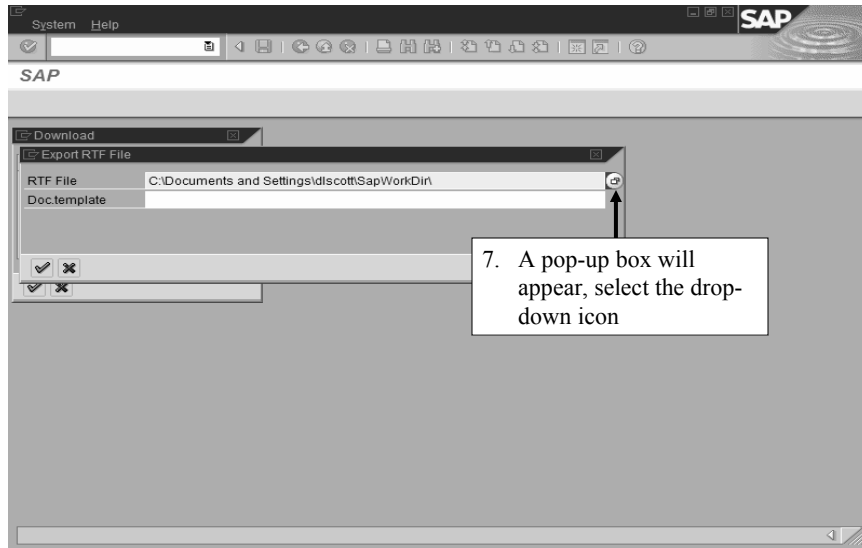 System Help
SAP
SAP
Download
Export RTF File
RTF File C:\Documents and Settings\dlscott\SapWorkDir\
Doc.template
7. A pop-up box will
appear, select the drop-
down icon